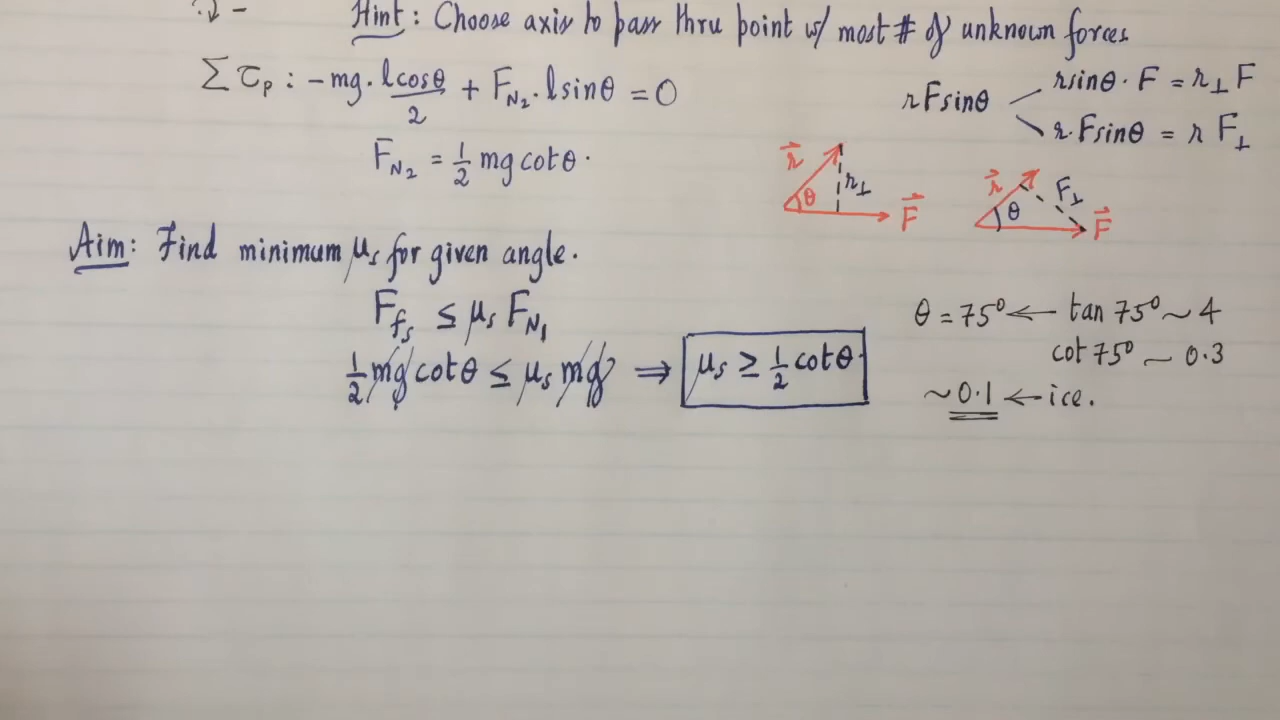 Hint: Choose axis to pass thru point w/ most # of unknown forces
Σ τp : - mg. lcosθ/2 + FN2 . lsinθ = 0
FN2 = 1/2 mg cotθ.
rFsinθ
rsinθ. F = r⊥ F
r. Fsinθ = r F⊥
r θ r⊥ F
r θ F⊥ F
Aim: Find minimum μs for given angle.
Ffs ≤ μs FN1
1/2 mg cotθ ≤ μs mg ⇒ μs ≥ 1/2 cotθ
θ = 75° ← tan 75° ~ 4
cot 75° ~ 0.3
~ 0.1 ← ice.